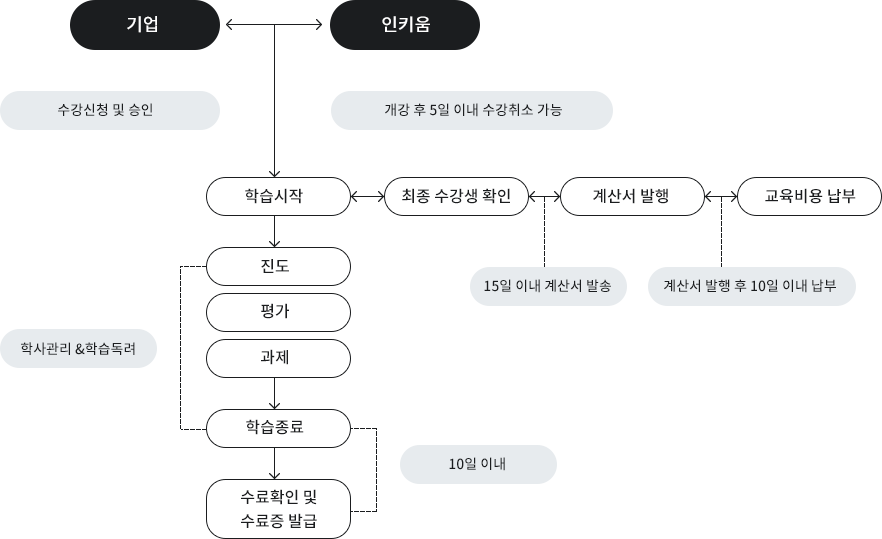 기업
인키움
수강신청 및 승인
개강 후 5일 이내 수강취소 가능
학습시작
최종 수강생 확인
계산서 발행
교육비용 납부
진도
15일 이내 계산서 발송
계산서 발행 후 10일 이내 납부
평가
학사관리 &학습독려
과제
학습종료
10일 이내
수료확인 및
수료증 발급